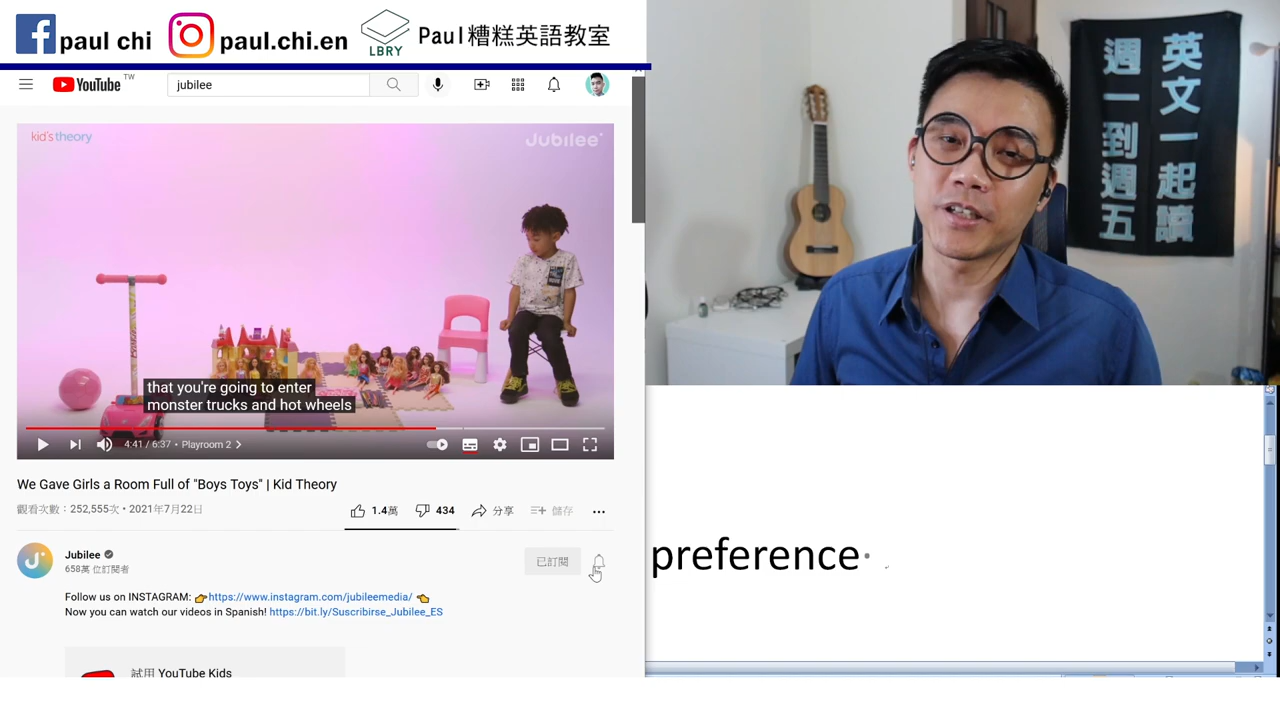 paul chi
paul.chi.en
LBRY
Paul糟糕英語教室
YouTube TW
jubilee
kid's theory
Jubilee
that you're going to enter
monster trucks and hot wheels
4:41 / 6:37 • Playroom 2
We Gave Girls a Room Full of "Boys Toys" | Kid Theory
觀看次數：252,555次 • 2021年7月22日
1.4萬
434
分享
儲存
Jubilee
658萬 位訂閱者
已訂閱
Follow us on INSTAGRAM: 👉https://www.instagram.com/jubileemedia/ 👈
Now you can watch our videos in Spanish! https://bit.ly/Suscribirse_Jubilee_ES
試用 YouTube Kids
英文一起讀
週一到週五
preference